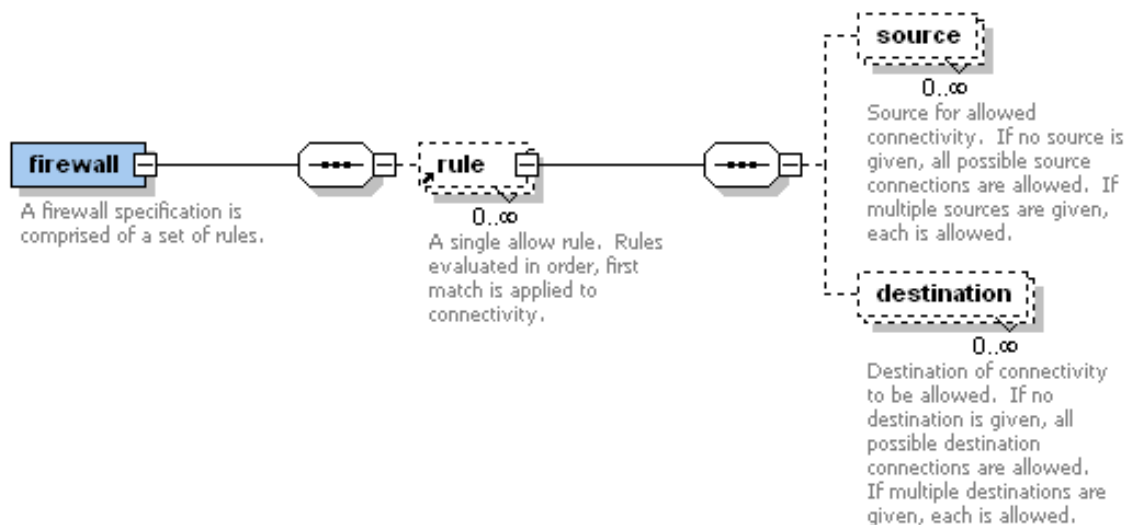 firewall
A firewall specification is
comprised of a set of rules.
rule
0..∞
A single allow rule.  Rules
evaluated in order, first
match is applied to
connectivity.
source
0..∞
Source for allowed
connectivity.  If no source is
given, all possible source
connections are allowed.  If
multiple sources are given,
each is allowed.
destination
0..∞
Destination of connectivity
to be allowed.  If no
destination is given, all
possible destination
connections are allowed.
If multiple destinations are
given, each is allowed.